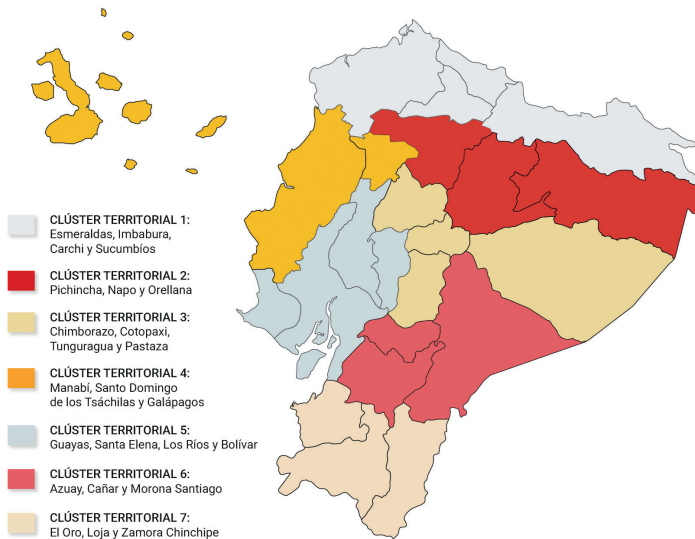 CLÚSTER TERRITORIAL 1:
Esmeraldas, Imbabura,
Carchi y Sucumbíos
CLÚSTER TERRITORIAL 2:
Pichincha, Napo y Orellana
CLÚSTER TERRITORIAL 3:
Chimborazo, Cotopaxi,
Tunguragua y Pastaza
CLÚSTER TERRITORIAL 4:
Manabí, Santo Domingo
de los Tsáchilas y Galápagos
CLÚSTER TERRITORIAL 5:
Guayas, Santa Elena, Los Ríos y Bolívar
CLÚSTER TERRITORIAL 6:
Azuay, Cañar y Morona Santiago
CLÚSTER TERRITORIAL 7:
El Oro, Loja y Zamora Chinchipe